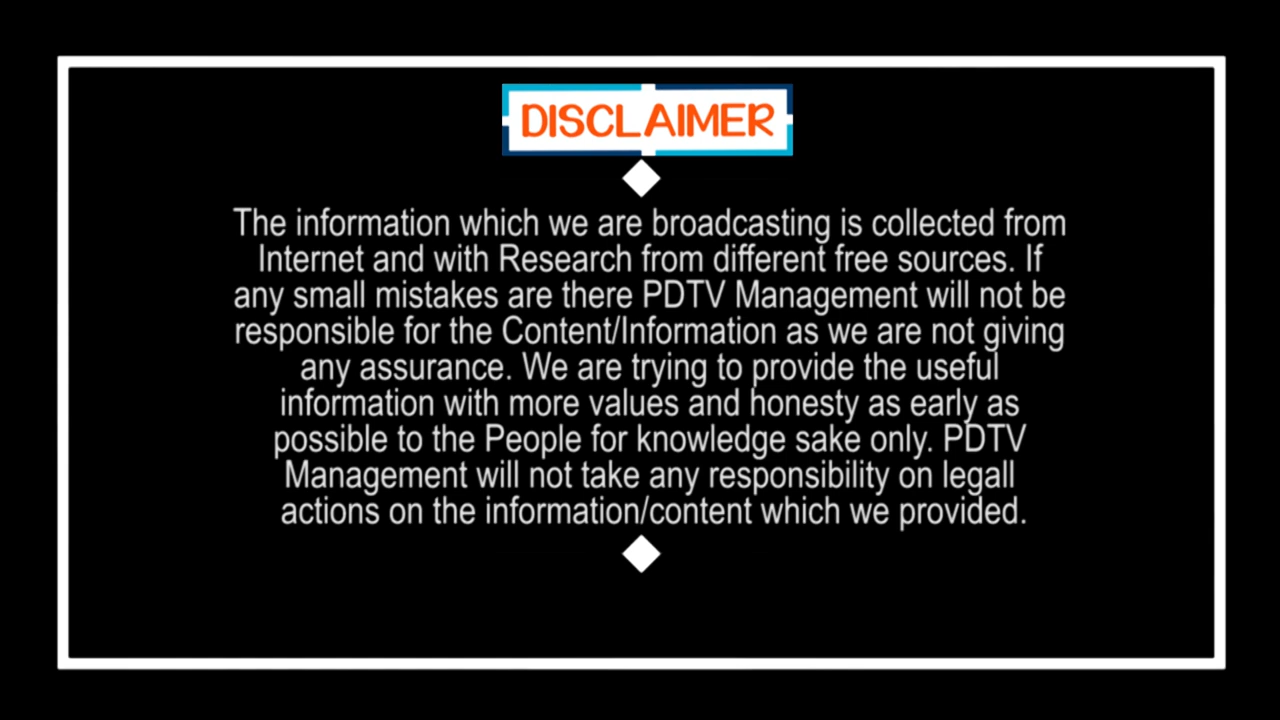 DISCLAIMER
The information which we are broadcasting is collected from
Internet and with Research from different free sources. If
any small mistakes are there PDTV Management will not be
responsible for the Content/Information as we are not giving
any assurance. We are trying to provide the useful
information with more values and honesty as early as
possible to the People for knowledge sake only. PDTV
Management will not take any responsibility on legall
actions on the information/content which we provided.